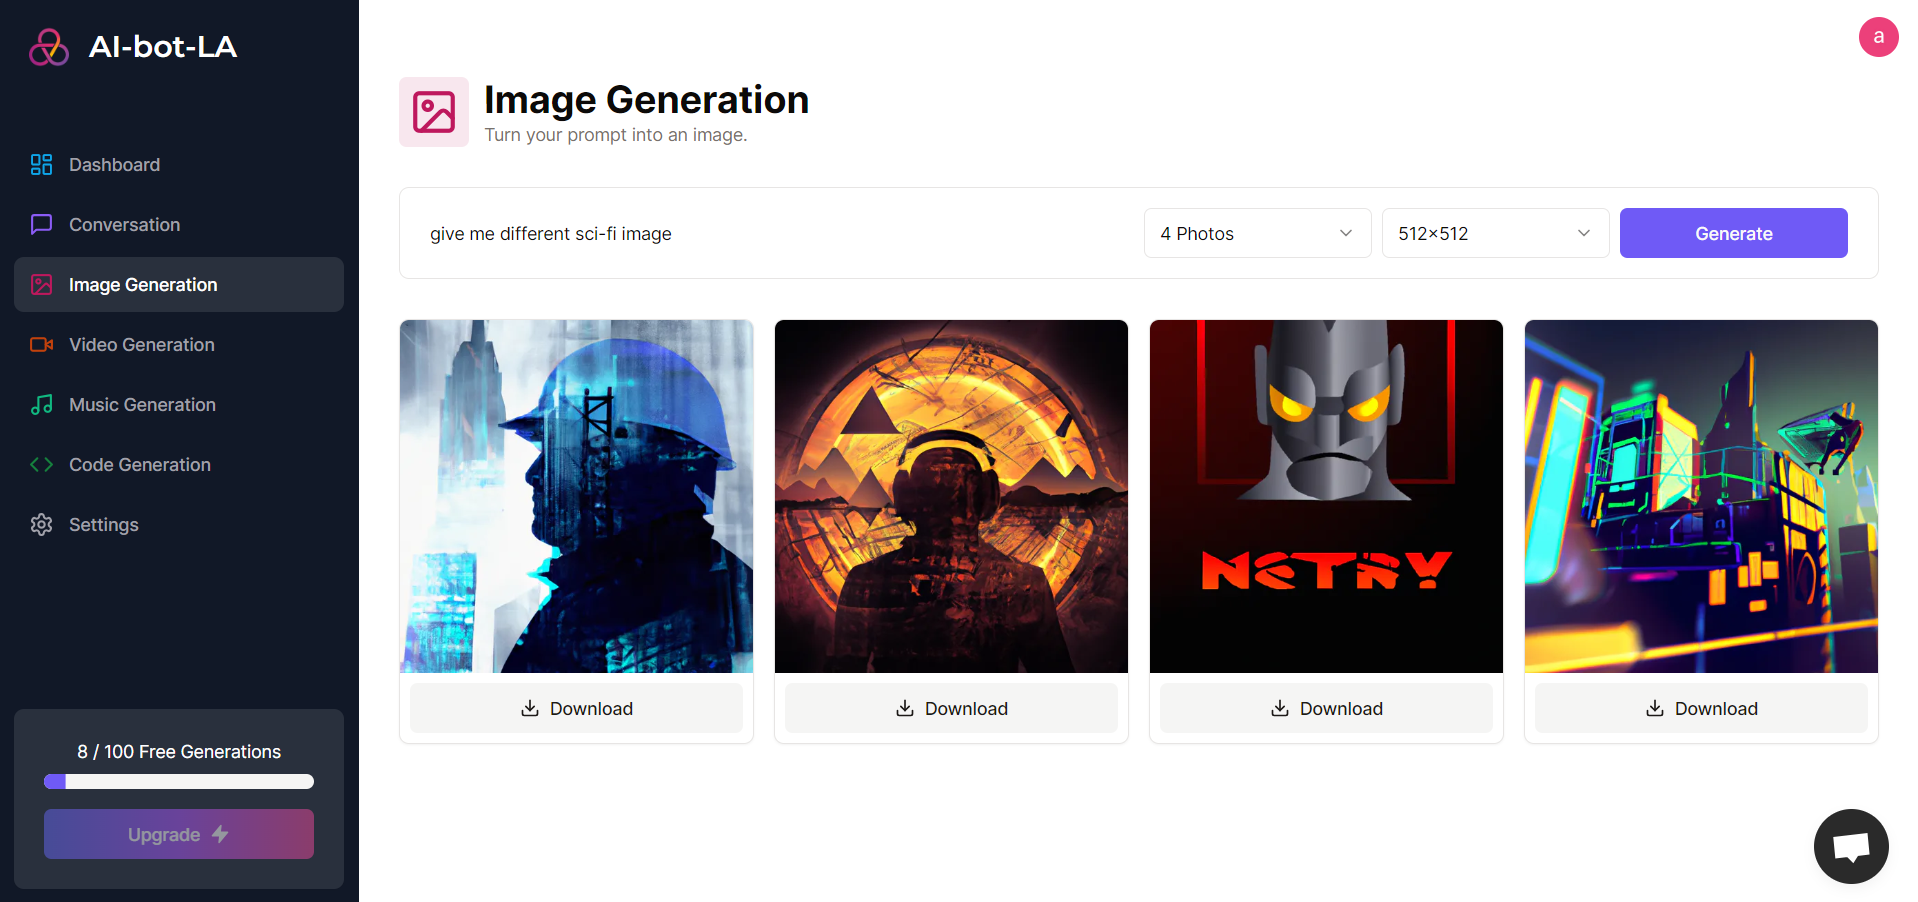 AI-bot-LA
Dashboard
Conversation
Image Generation
Video Generation
Music Generation
Code Generation
Settings
8 / 100 Free Generations
Upgrade
a
Image Generation
Turn your prompt into an image.
give me different sci-fi image
4 Photos
512×512
Generate
NETRY
Download
Download
Download
Download